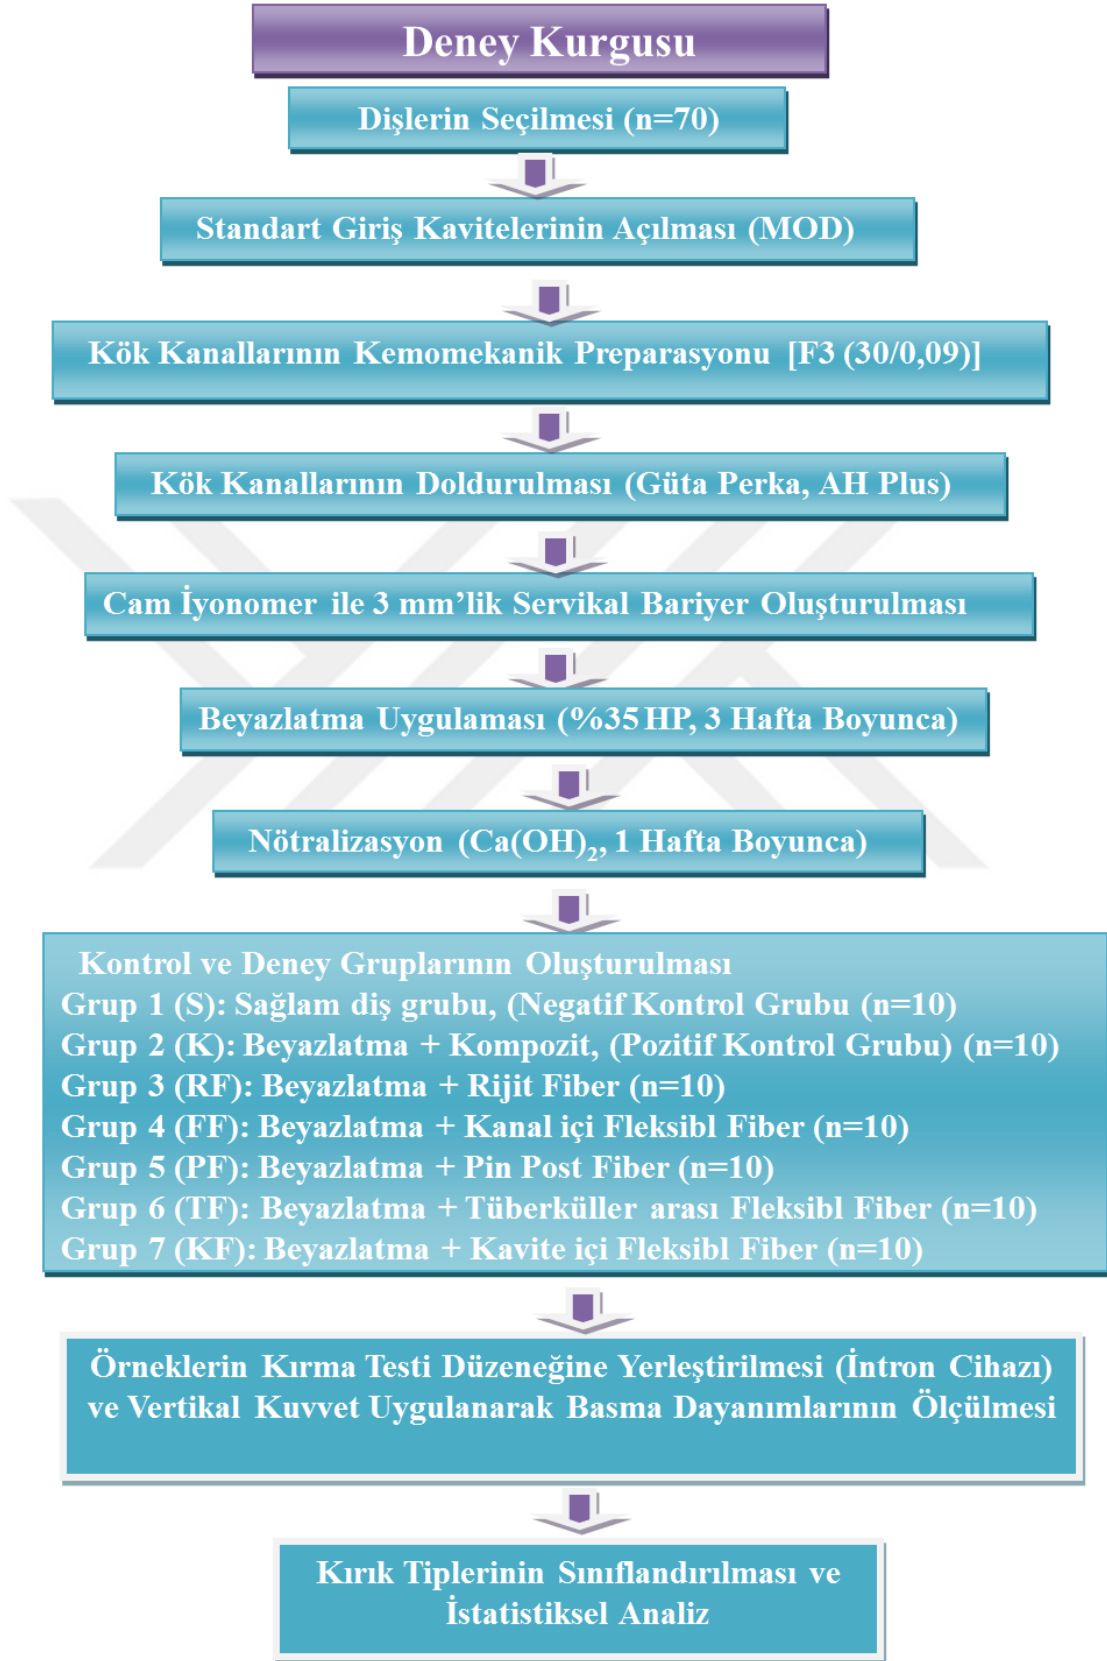 Deney Kurgusu
Dişlerin Seçilmesi (n=70)
Standart Giriş Kavitelerinin Açılması (MOD)
Kök Kanallarının Kemomekanik Preparasyonu [F3 (30/0,09)]
Kök Kanallarının Doldurulması (Güta Perka, AH Plus)
Cam İyonomer ile 3 mm’lik Servikal Bariyer Oluşturulması
Beyazlatma Uygulaması (%35 HP, 3 Hafta Boyunca)
Nötralizasyon (Ca(OH)₂, 1 Hafta Boyunca)
Kontrol ve Deney Gruplarının Oluşturulması
Grup 1 (S): Sağlam diş grubu, (Negatif Kontrol Grubu (n=10)
Grup 2 (K): Beyazlatma + Kompozit, (Pozitif Kontrol Grubu) (n=10)
Grup 3 (RF): Beyazlatma + Rijit Fiber (n=10)
Grup 4 (FF): Beyazlatma + Kanal içi Fleksibl Fiber (n=10)
Grup 5 (PF): Beyazlatma + Pin Post Fiber (n=10)
Grup 6 (TF): Beyazlatma + Tüberküller arası Fleksibl Fiber (n=10)
Grup 7 (KF): Beyazlatma + Kavite içi Fleksibl Fiber (n=10)
Örneklerin Kırma Testi Düzeneğine Yerleştirilmesi (İntron Cihazı)
ve Vertikal Kuvvet Uygulanarak Basma Dayanımlarının Ölçülmesi
Kırık Tiplerinin Sınıflandırılması ve
İstatistiksel Analiz